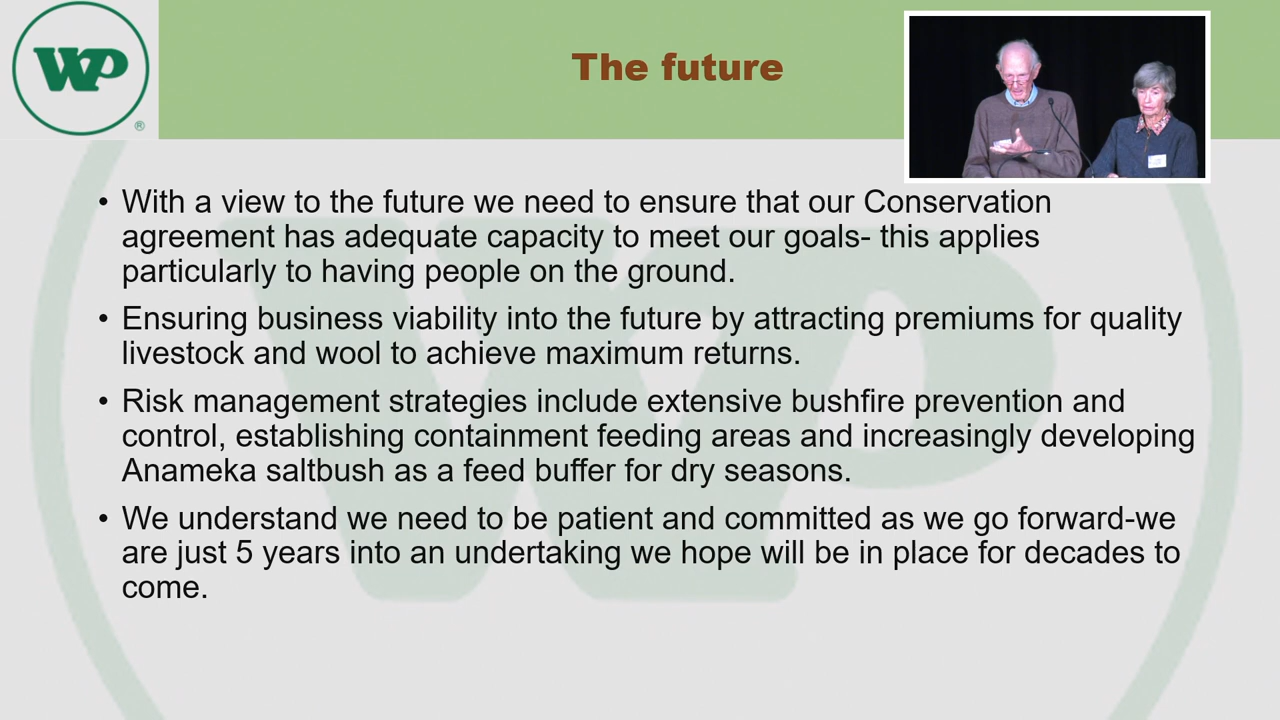 WP
®
The future
• With a view to the future we need to ensure that our Conservation
agreement has adequate capacity to meet our goals- this applies
particularly to having people on the ground.
• Ensuring business viability into the future by attracting premiums for quality
livestock and wool to achieve maximum returns.
• Risk management strategies include extensive bushfire prevention and
control, establishing containment feeding areas and increasingly developing
Anameka saltbush as a feed buffer for dry seasons.
• We understand we need to be patient and committed as we go forward-we
are just 5 years into an undertaking we hope will be in place for decades to
come.